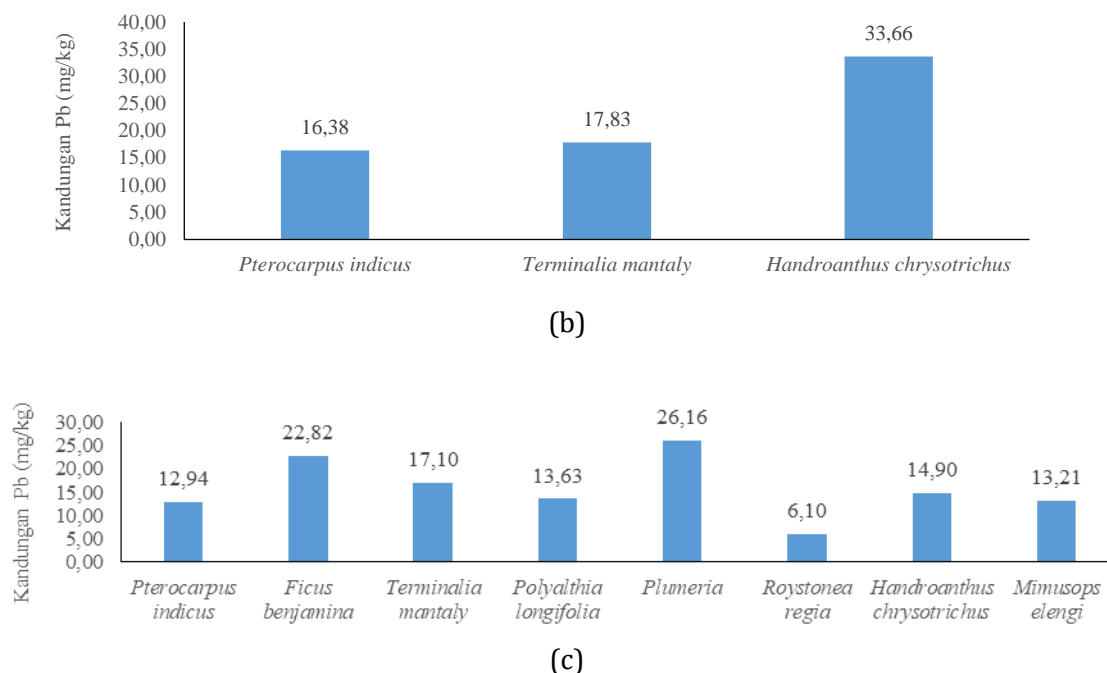 Kandungan Pb (mg/kg)
40,00
35,00
30,00
25,00
20,00
15,00
10,00
5,00
0,00
16,38
17,83
33,66
Pterocarpus indicus
Terminalia mantaly
Handroanthus chrysotrichus
(b)
Kandungan Pb (mg/kg)
30,00
25,00
20,00
15,00
10,00
5,00
0,00
12,94
22,82
17,10
13,63
26,16
6,10
14,90
13,21
Pterocarpus
indicus
Ficus
benjamina
Terminalia
mantaly
Polyalthia
longifolia
Plumeria
Roystonea
regia
Handroanthus
chrysotrichus
Mimusops
elengi
(c)